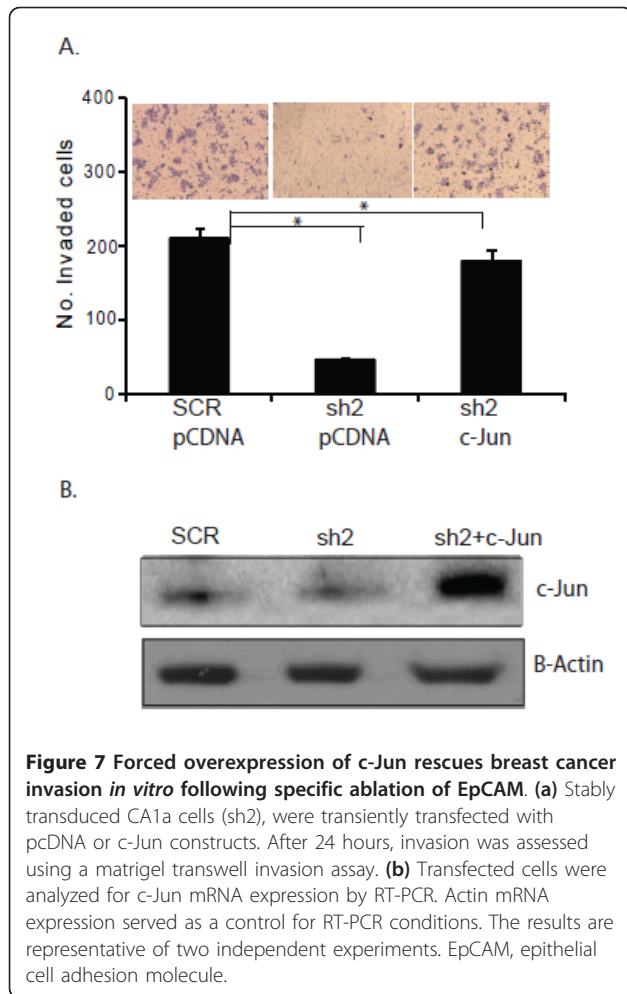 A.
400
300
200
100
0
No. Invaded cells
*
*
SCR
pCDNA
sh2
pCDNA
sh2
c-Jun
B.
SCR sh2 sh2+c-Jun
c-Jun
B-Actin
Figure 7 Forced overexpression of c-Jun rescues breast cancer
invasion in vitro following specific ablation of EpCAM. (a) Stably
transduced CA1a cells (sh2), were transiently transfected with
pcDNA or c-Jun constructs. After 24 hours, invasion was assessed
using a matrigel transwell invasion assay. (b) Transfected cells were
analyzed for c-Jun mRNA expression by RT-PCR. Actin mRNA
expression served as a control for RT-PCR conditions. The results are
representative of two independent experiments. EpCAM, epithelial
cell adhesion molecule.